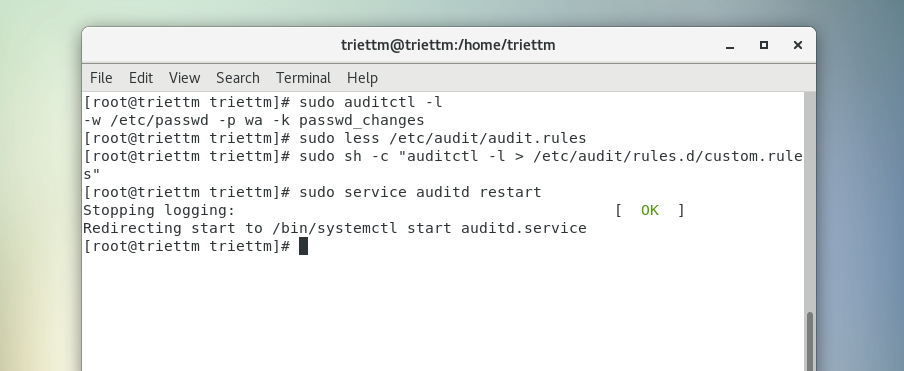 triettm@triettm:/home/triettm
File Edit View Search Terminal Help
[root@triettm triettm]# sudo auditctl -l
-w /etc/passwd -p wa -k passwd_changes
[root@triettm triettm]# sudo less /etc/audit/audit.rules
[root@triettm triettm]# sudo sh -c "auditctl -l > /etc/audit/rules.d/custom.rule
s"
[root@triettm triettm]# sudo service auditd restart
Stopping logging: [ OK ]
Redirecting start to /bin/systemctl start auditd.service
[root@triettm triettm]#